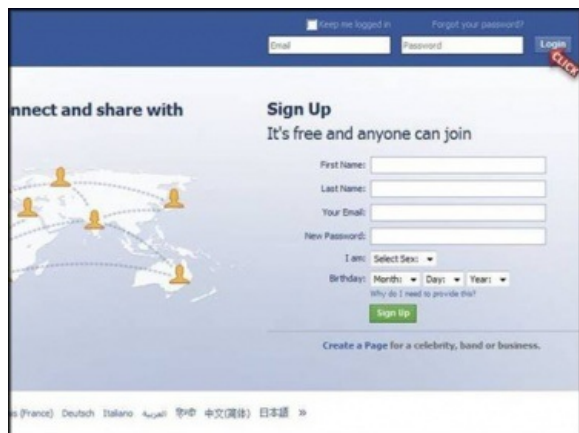 Keep me logged in Forgot your password?
Email Password Login
CLICK
nnect and share with
Sign Up
It's free and anyone can join
First Name:
Last Name:
Your Email:
New Password:
I am: Select Sex:
Birthday: Month: Day: Year:
Why do I need to provide this?
Sign Up
Create a Page for a celebrity, band or business.
is (France) Deutsch Italiano العربية हिन्दी 中文(简体) 日本語 »